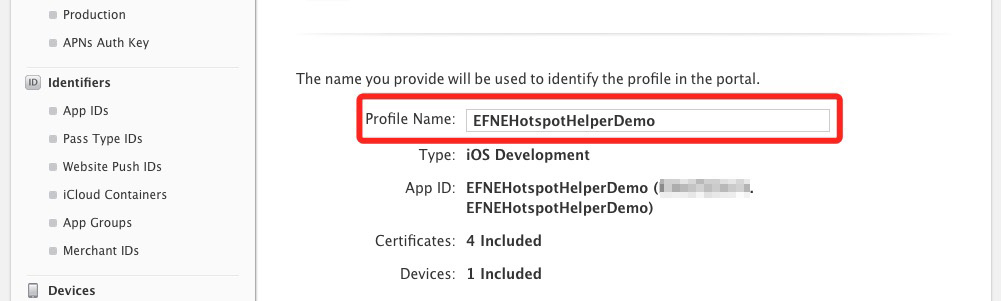 Production
APNs Auth Key
ID Identifiers
App IDs
Pass Type IDs
Website Push IDs
iCloud Containers
App Groups
Merchant IDs
Devices
The name you provide will be used to identify the profile in the portal.
Profile Name: EFNEHotspotHelperDemo
Type: iOS Development
App ID: EFNEHotspotHelperDemo ( .
EFNEHotspotHelperDemo)
Certificates: 4 Included
Devices: 1 Included